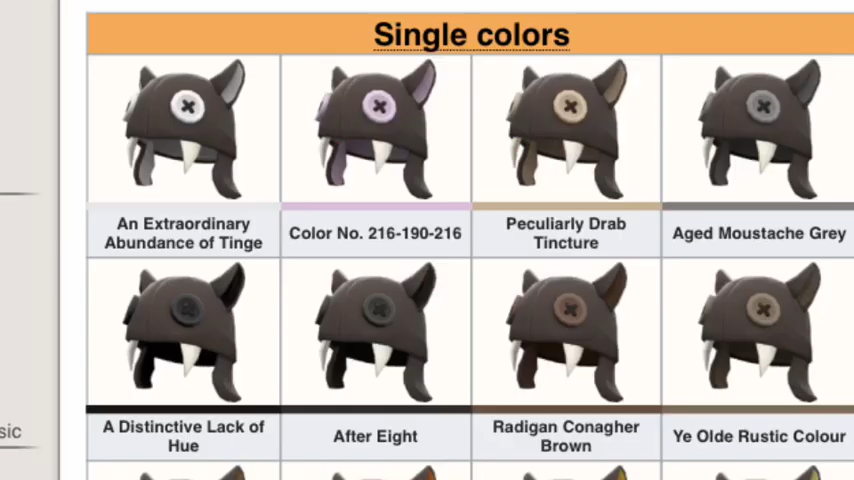 Single colors
An Extraordinary
Abundance of Tinge
Color No. 216-190-216
Peculiarly Drab
Tincture
Aged Moustache Grey
A Distinctive Lack of
Hue
After Eight
Radigan Conagher
Brown
Ye Olde Rustic Colour
sic